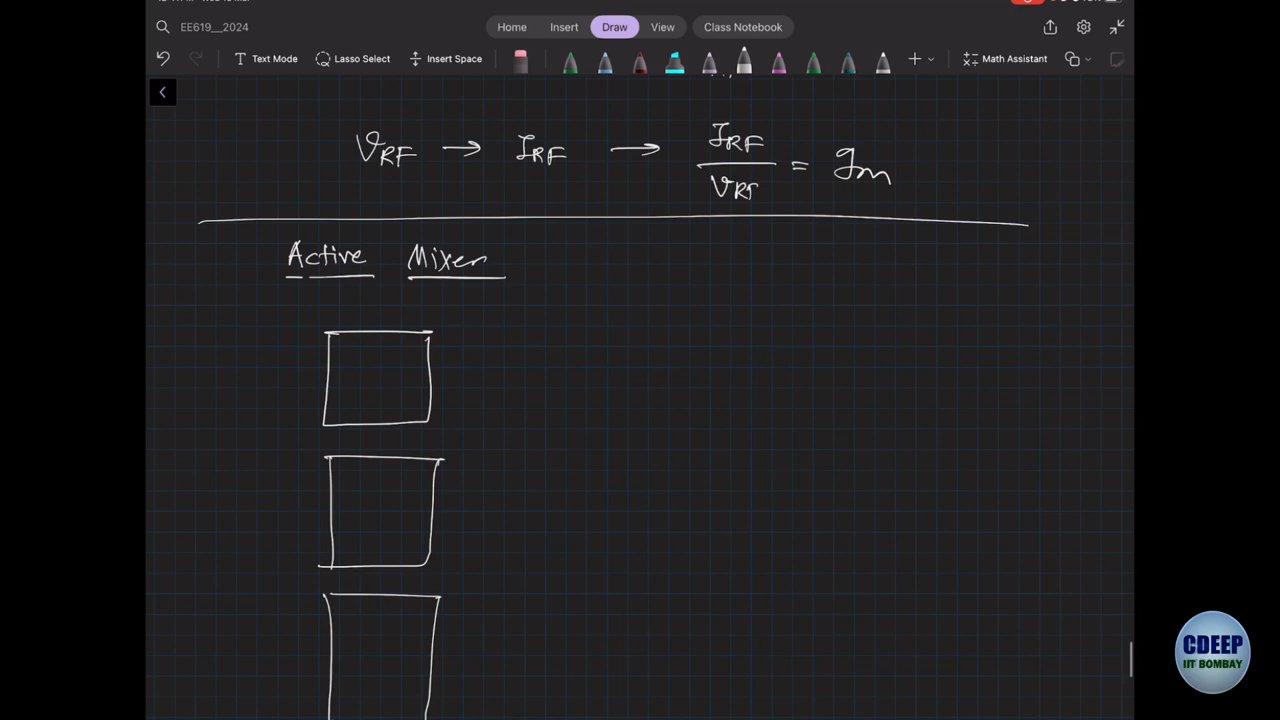 EE619__2024
Home Insert Draw View Class Notebook
Text Mode Lasso Select Insert Space Math Assistant
VRF → IRF → IRF/VRF = gm
Active Mixer
CDEEP
IIT BOMBAY